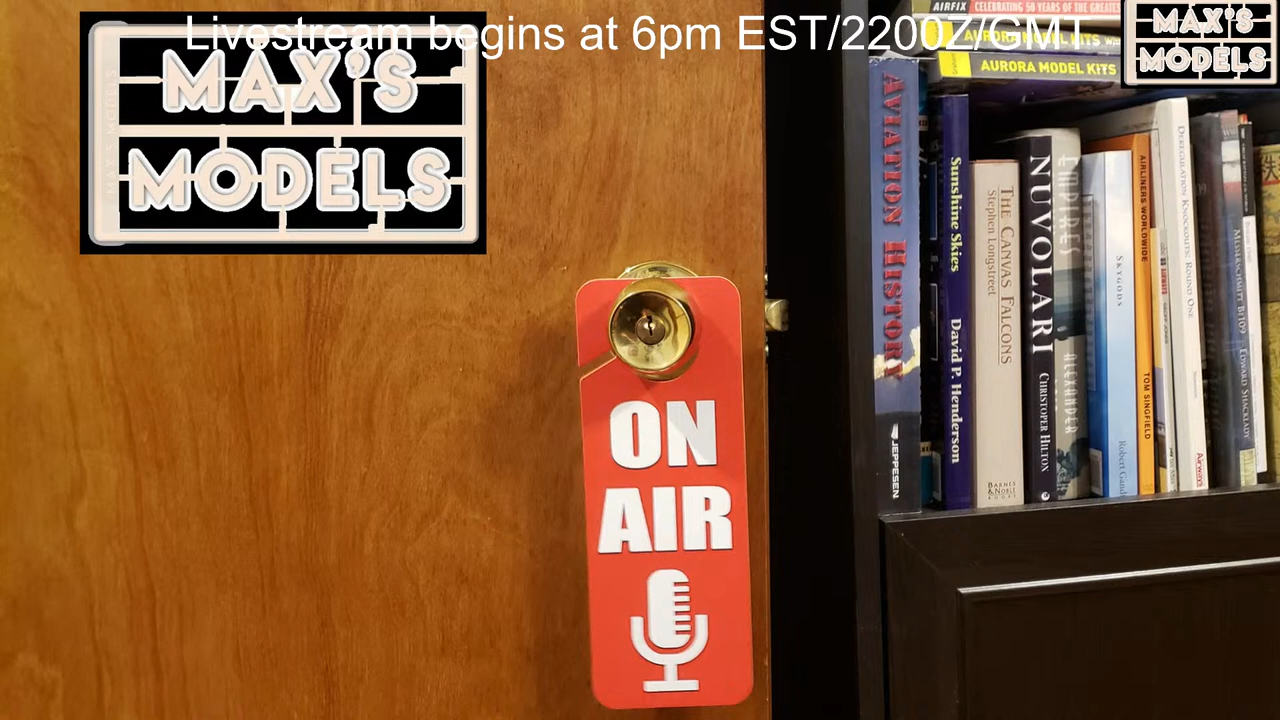 Livestream begins at 6pm EST/2200Z/GMT
MAX'S
MODELS
MAX'S
MODELS
ON
AIR
AIRFIX CELEBRATING 50 YEARS OF THE GREATEST
AURORA MODEL KITS
AURORA MODEL KITS
AVIATION HISTORY
JEPPESEN
Sunshine Skies David P. Henderson
THE CANVAS FALCONS
Stephen Longstreet
BARNES
& NOBLE
BOOKS
NUVOLARI CHRISTOPHER HILTON
EMPIRES
ALEXANDER
SKYGODS Robert Gand
AIRLINERS WORLDWIDE TOM SINGFIELD
DEREGULATION KNOCKOUTS: ROUND ONE
Airways
MESSERSCHMITT BF109 EDWARD SHACKLADY